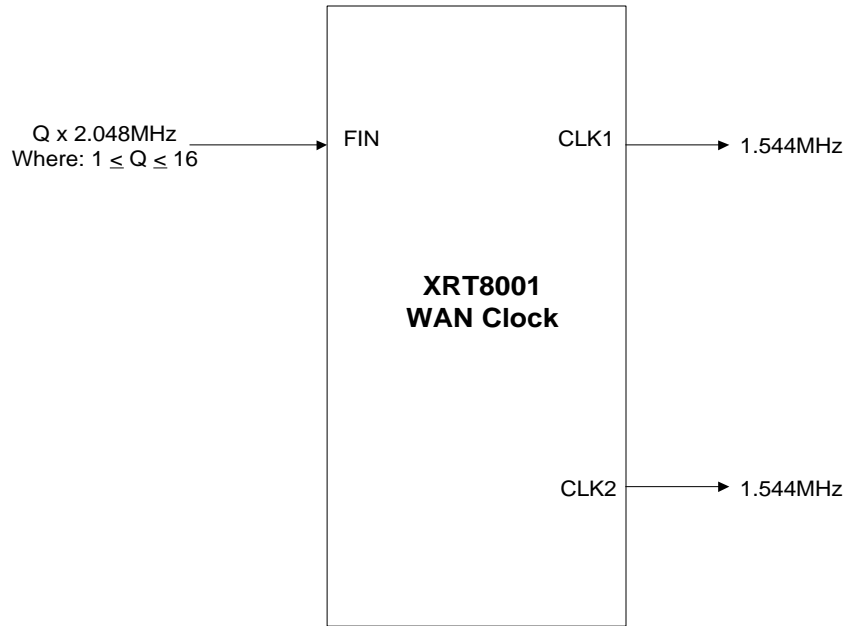 Q x 2.048MHz
Where: 1 ≤ Q ≤ 16
FIN
CLK1
1.544MHz
XRT8001
WAN Clock
CLK2
1.544MHz